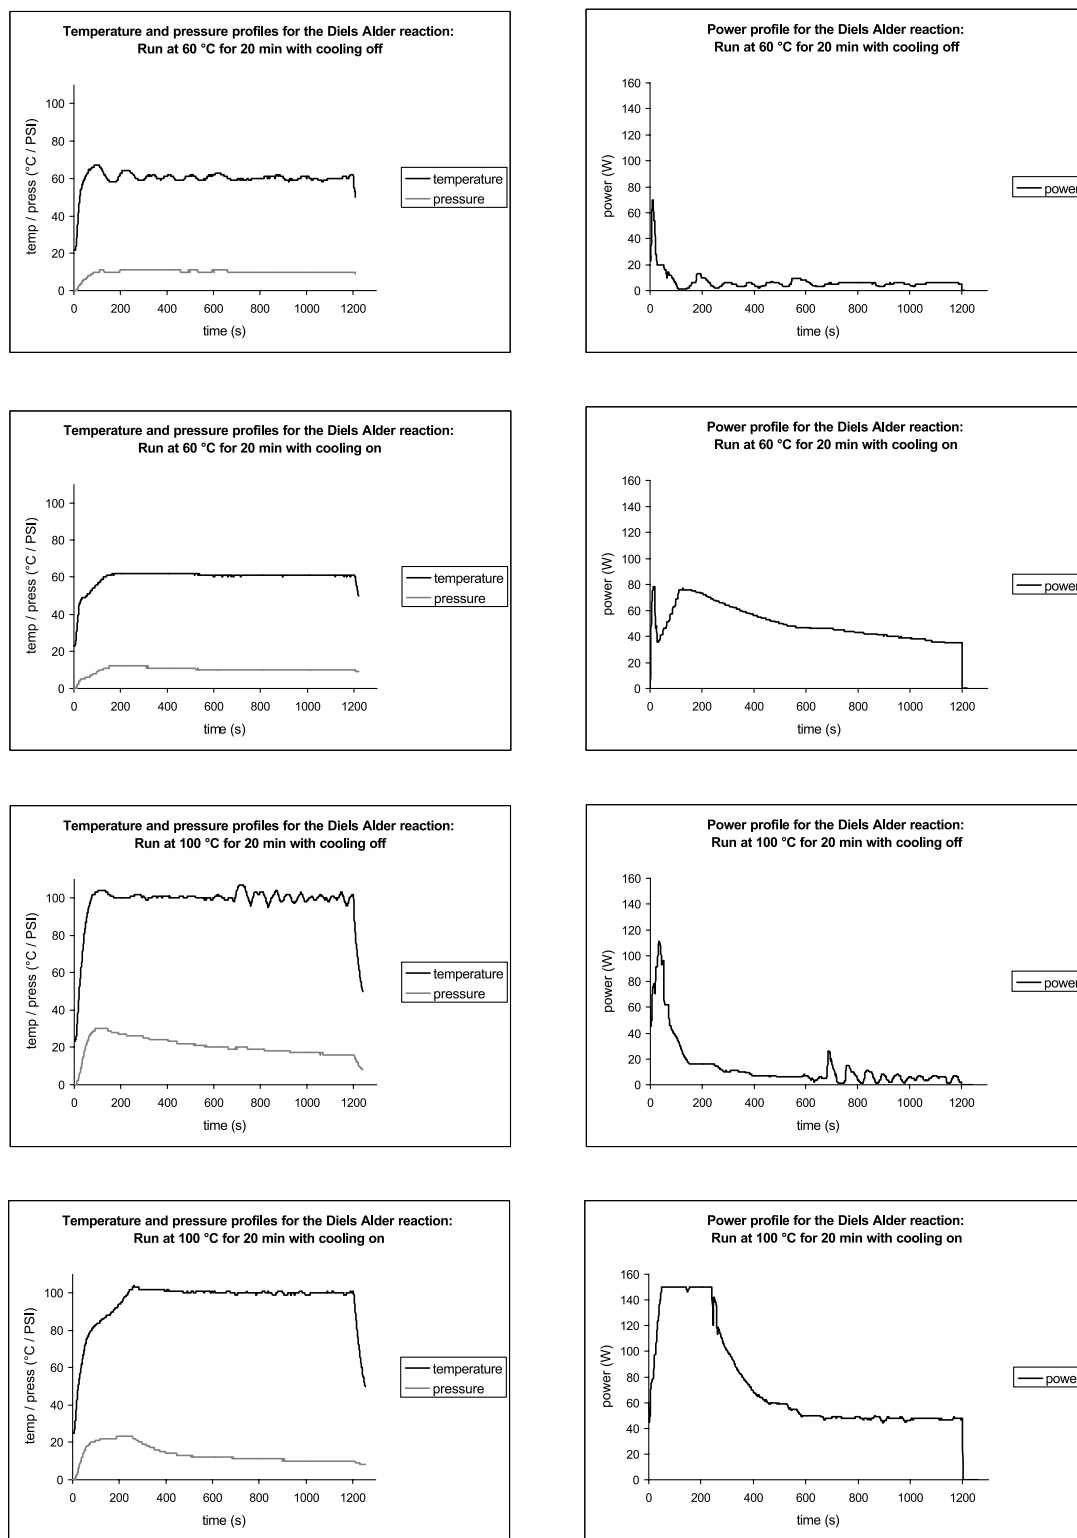 Temperature and pressure profiles for the Diels Alder reaction:
Run at 60 °C for 20 min with cooling off
temp / press (°C / PSI)
100
80
60
40
20
0
0 200 400 600 800 1000 1200
time (s)
temperature
pressure
Power profile for the Diels Alder reaction:
Run at 60 °C for 20 min with cooling off
power (W)
160
140
120
100
80
60
40
20
0
0 200 400 600 800 1000 1200
time (s)
power
Temperature and pressure profiles for the Diels Alder reaction:
Run at 60 °C for 20 min with cooling on
temp / press (°C / PSI)
100
80
60
40
20
0
0 200 400 600 800 1000 1200
time (s)
temperature
pressure
Power profile for the Diels Alder reaction:
Run at 60 °C for 20 min with cooling on
power (W)
160
140
120
100
80
60
40
20
0
0 200 400 600 800 1000 1200
time (s)
power
Temperature and pressure profiles for the Diels Alder reaction:
Run at 100 °C for 20 min with cooling off
temp / press (°C / PSI)
100
80
60
40
20
0
0 200 400 600 800 1000 1200
time (s)
temperature
pressure
Power profile for the Diels Alder reaction:
Run at 100 °C for 20 min with cooling off
power (W)
160
140
120
100
80
60
40
20
0
0 200 400 600 800 1000 1200
time (s)
power
Temperature and pressure profiles for the Diels Alder reaction:
Run at 100 °C for 20 min with cooling on
temp / press (°C / PSI)
100
80
60
40
20
0
0 200 400 600 800 1000 1200
time (s)
temperature
pressure
Power profile for the Diels Alder reaction:
Run at 100 °C for 20 min with cooling on
power (W)
160
140
120
100
80
60
40
20
0
0 200 400 600 800 1000 1200
time (s)
power